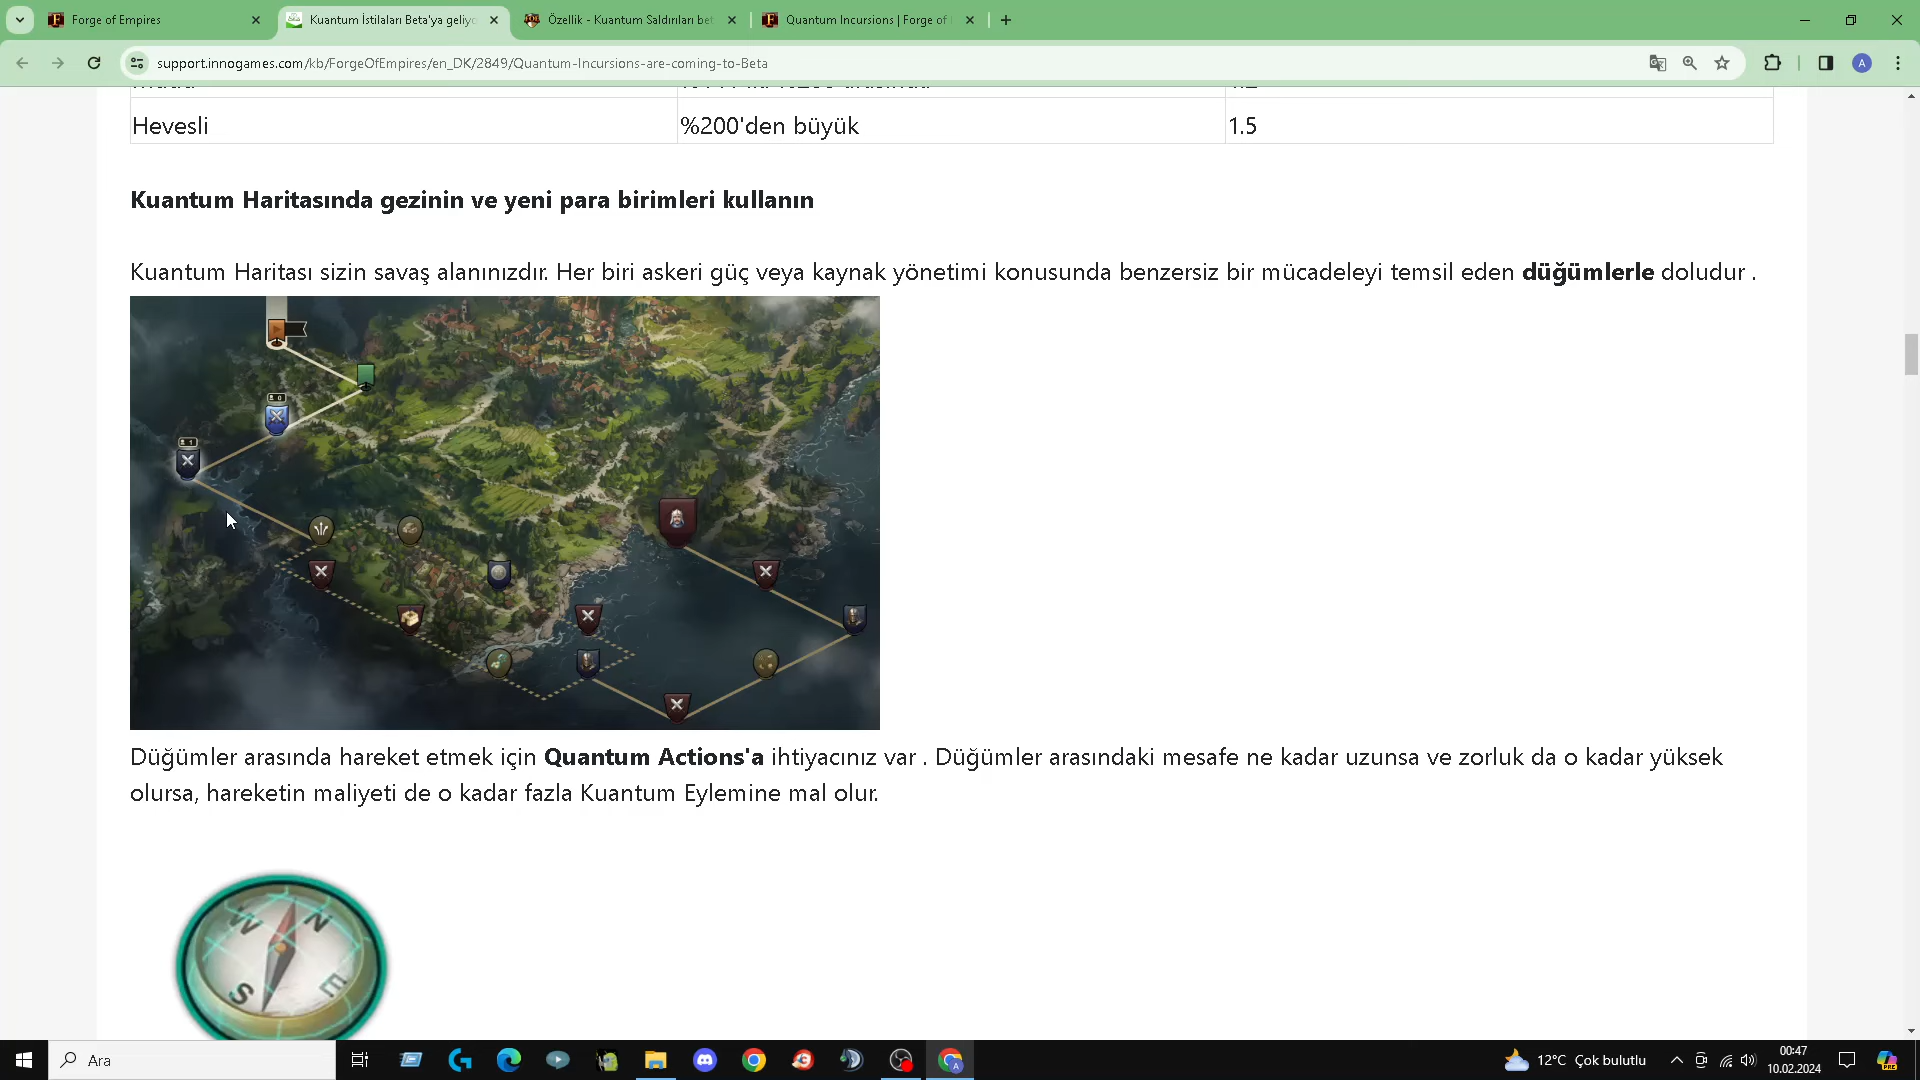 Forge of Empires
Kuantum İstilaları Beta'ya geliyo
Özellik - Kuantum Saldırıları bet
Quantum Incursions | Forge of
support.innogames.com/kb/ForgeOfEmpires/en_DK/2849/Quantum-Incursions-are-coming-to-Beta
A
Hevesli
%200'den büyük
1.5
Kuantum Haritasında gezinin ve yeni para birimleri kullanın
Kuantum Haritası sizin savaş alanınızdır. Her biri askeri güç veya kaynak yönetimi konusunda benzersiz bir mücadeleyi temsil eden düğümlerle doludur .
0
1
Düğümler arasında hareket etmek için Quantum Actions'a ihtiyacınız var . Düğümler arasındaki mesafe ne kadar uzunsa ve zorluk da o kadar yüksek
olursa, hareketin maliyeti de o kadar fazla Kuantum Eylemine mal olur.
W N
S E
Ara
12°C Çok bulutlu
00:47
10.02.2024